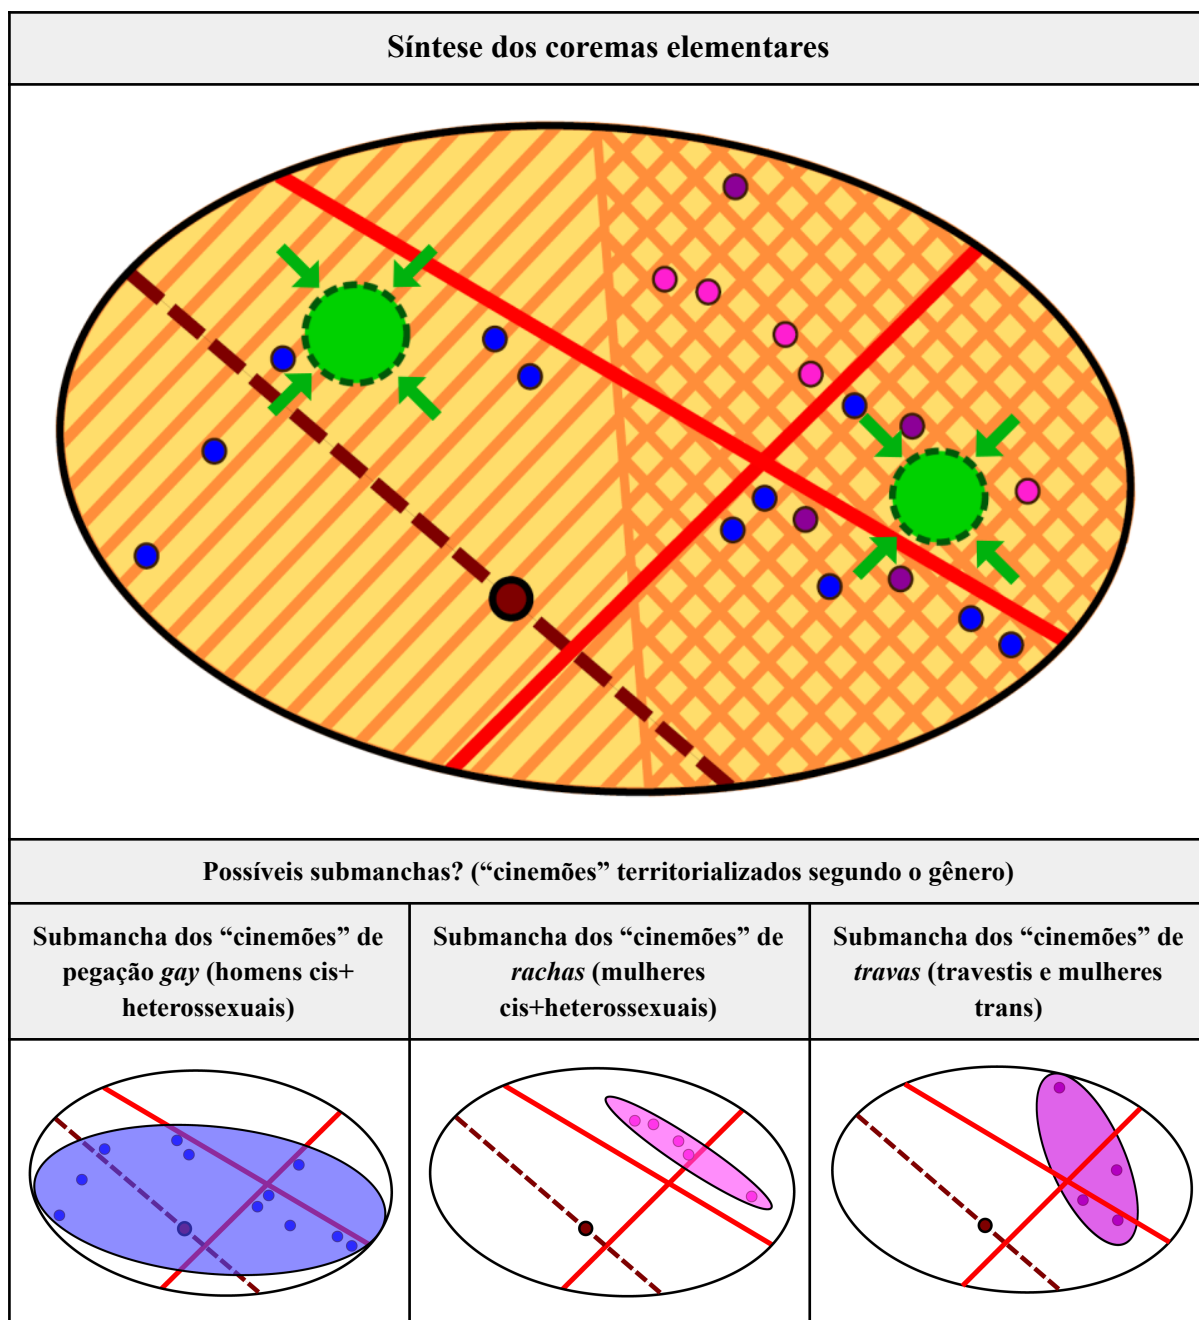 Síntese dos coremas elementares
Possíveis submanchas? (“cinemões” territorializados segundo o gênero)
Submancha dos “cinemões” de
pegação gay (homens cis+
heterossexuais)
Submancha dos “cinemões” de
rachas (mulheres
cis+heterossexuais)
Submancha dos “cinemões” de
travas (travestis e mulheres
trans)